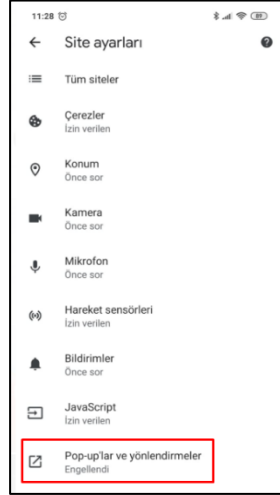 11:28
89
Site ayarları
Tüm siteler
Çerezler
İzin verilen
Konum
Önce sor
Kamera
Önce sor
Mikrofon
Önce sor
Hareket sensörleri
İzin verilen
Bildirimler
Önce sor
JavaScript
İzin verilen
Pop-up'lar ve yönlendirmeler
Engellendi